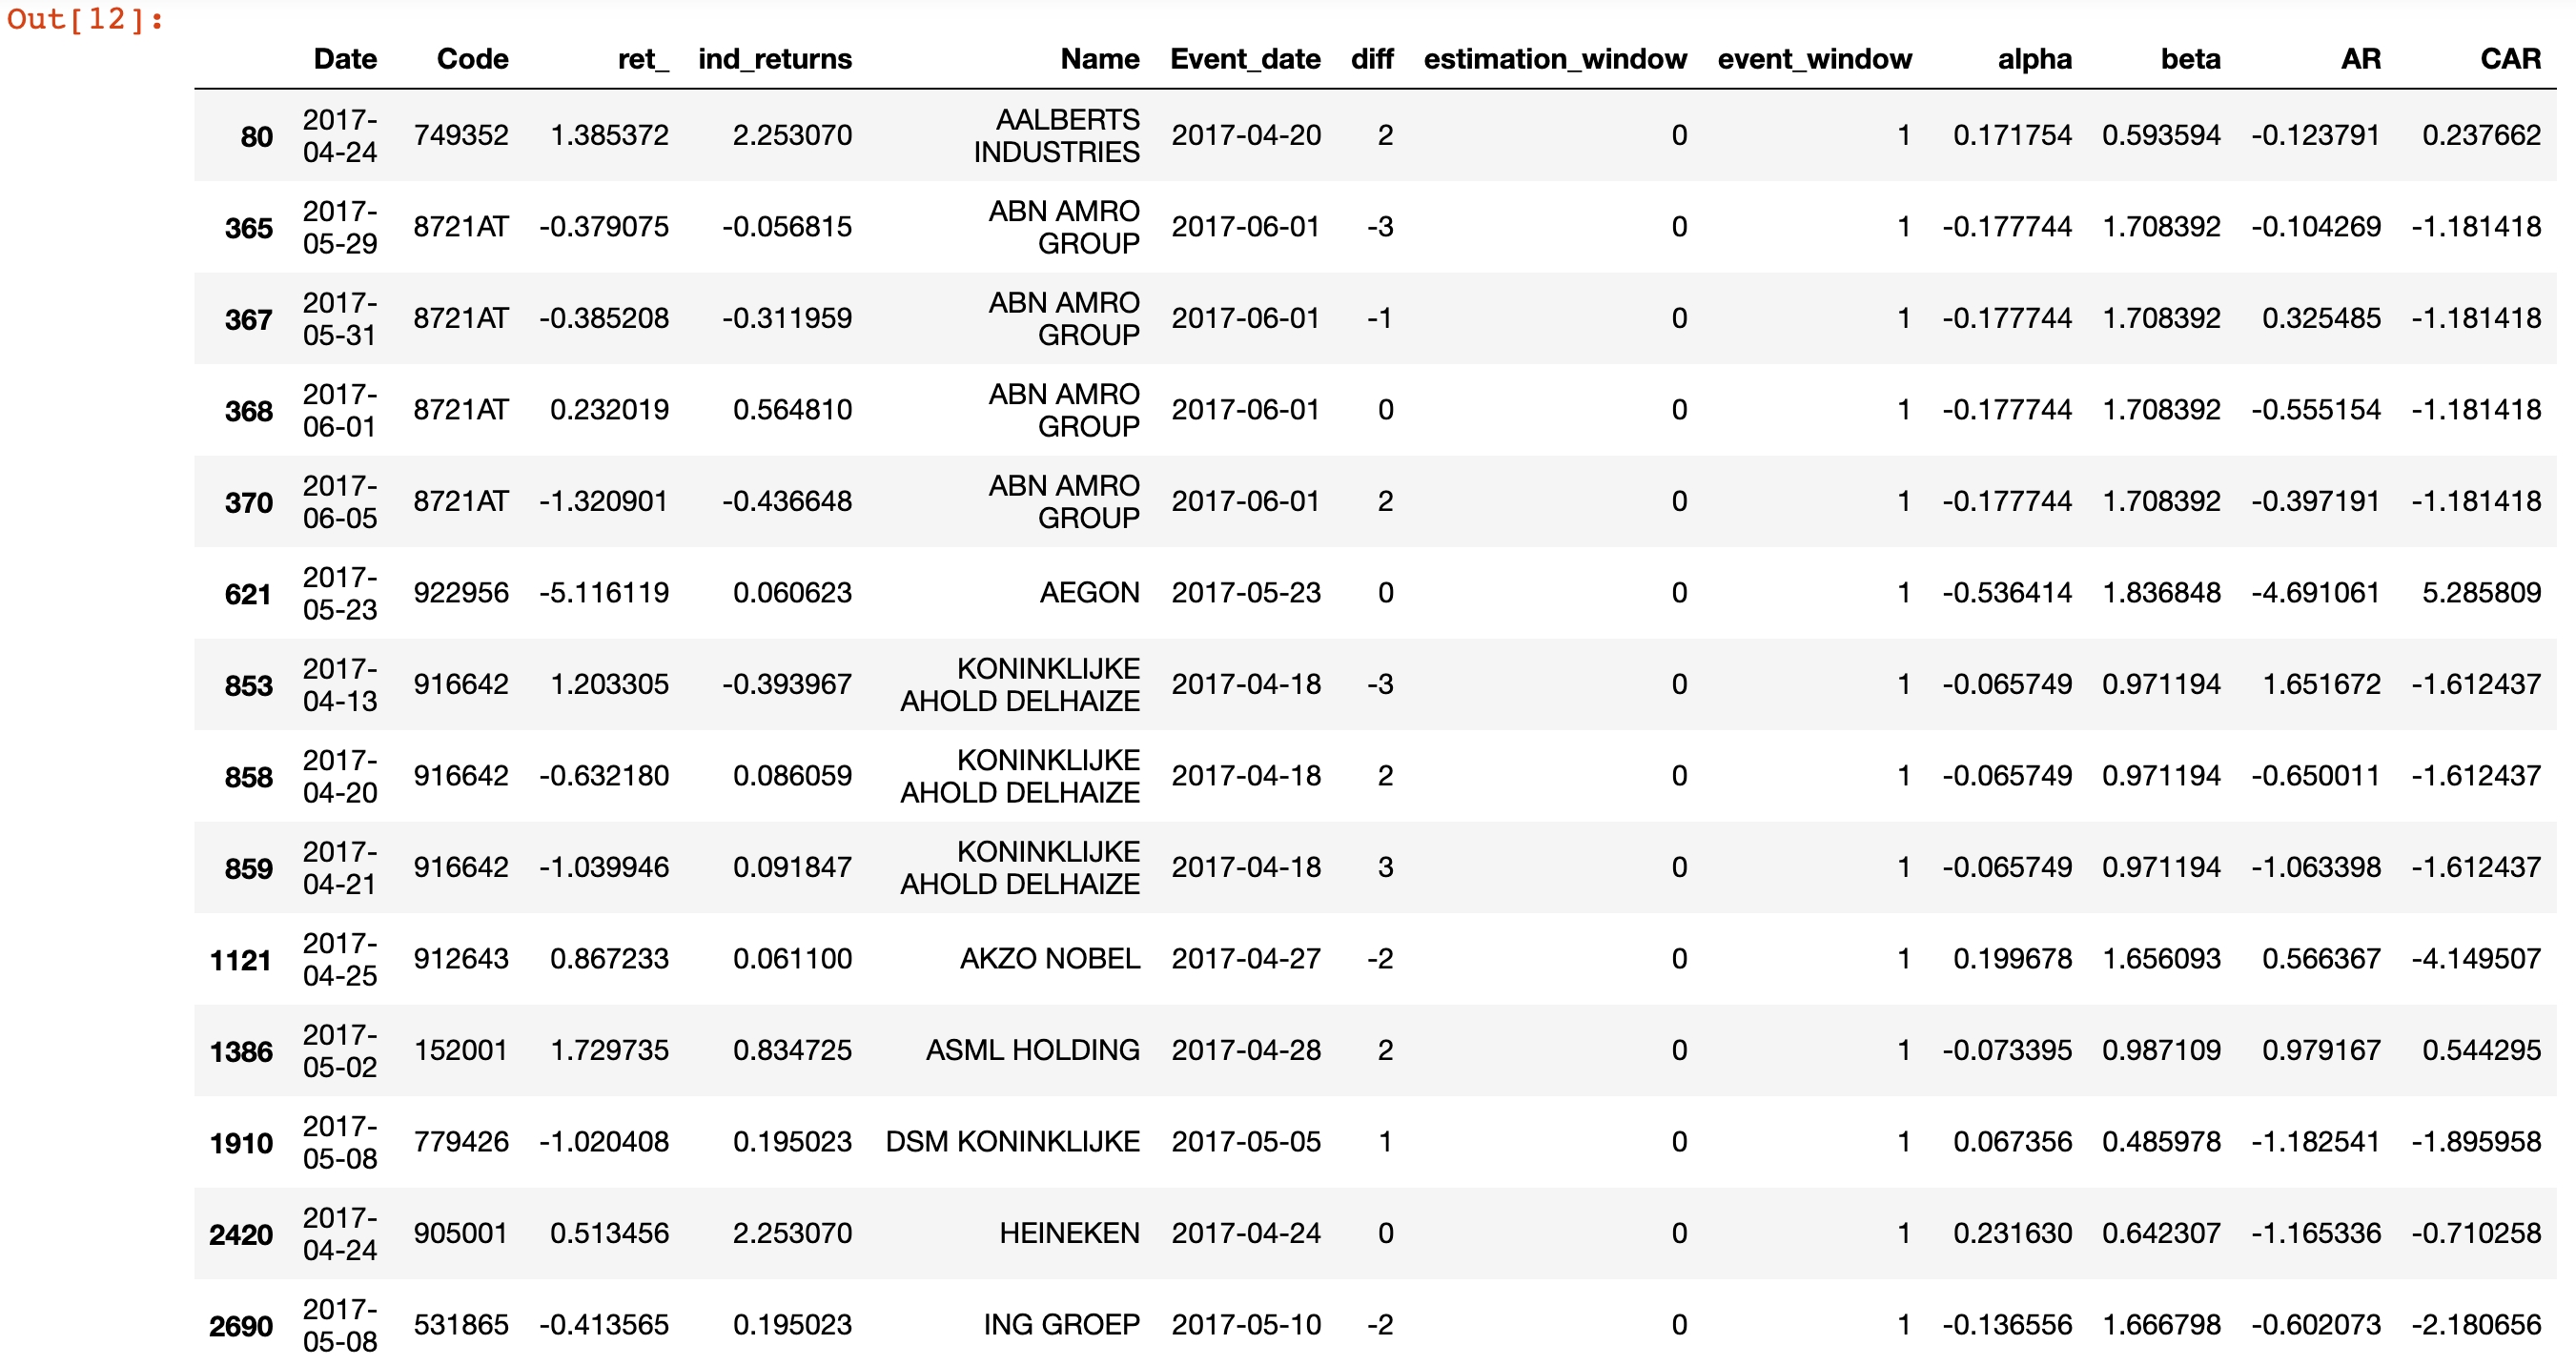 Out[12]:
Date Code ret_ ind_returns Name Event_date diff estimation_window event_window alpha beta AR CAR
80 2017-04-24 749352 1.385372 2.253070 AALBERTS INDUSTRIES 2017-04-20 2 0 1 0.171754 0.593594 -0.123791 0.237662
365 2017-05-29 8721AT -0.379075 -0.056815 ABN AMRO GROUP 2017-06-01 -3 0 1 -0.177744 1.708392 -0.104269 -1.181418
367 2017-05-31 8721AT -0.385208 -0.311959 ABN AMRO GROUP 2017-06-01 -1 0 1 -0.177744 1.708392 0.325485 -1.181418
368 2017-06-01 8721AT 0.232019 0.564810 ABN AMRO GROUP 2017-06-01 0 0 1 -0.177744 1.708392 -0.555154 -1.181418
370 2017-06-05 8721AT -1.320901 -0.436648 ABN AMRO GROUP 2017-06-01 2 0 1 -0.177744 1.708392 -0.397191 -1.181418
621 2017-05-23 922956 -5.116119 0.060623 AEGON 2017-05-23 0 0 1 -0.536414 1.836848 -4.691061 5.285809
853 2017-04-13 916642 1.203305 -0.393967 KONINKLIJKE AHOLD DELHAIZE 2017-04-18 -3 0 1 -0.065749 0.971194 1.651672 -1.612437
858 2017-04-20 916642 -0.632180 0.086059 KONINKLIJKE AHOLD DELHAIZE 2017-04-18 2 0 1 -0.065749 0.971194 -0.650011 -1.612437
859 2017-04-21 916642 -1.039946 0.091847 KONINKLIJKE AHOLD DELHAIZE 2017-04-18 3 0 1 -0.065749 0.971194 -1.063398 -1.612437
1121 2017-04-25 912643 0.867233 0.061100 AKZO NOBEL 2017-04-27 -2 0 1 0.199678 1.656093 0.566367 -4.149507
1386 2017-05-02 152001 1.729735 0.834725 ASML HOLDING 2017-04-28 2 0 1 -0.073395 0.987109 0.979167 0.544295
1910 2017-05-08 779426 -1.020408 0.195023 DSM KONINKLIJKE 2017-05-05 1 0 1 0.067356 0.485978 -1.182541 -1.895958
2420 2017-04-24 905001 0.513456 2.253070 HEINEKEN 2017-04-24 0 0 1 0.231630 0.642307 -1.165336 -0.710258
2690 2017-05-08 531865 -0.413565 0.195023 ING GROEP 2017-05-10 -2 0 1 -0.136556 1.666798 -0.602073 -2.180656